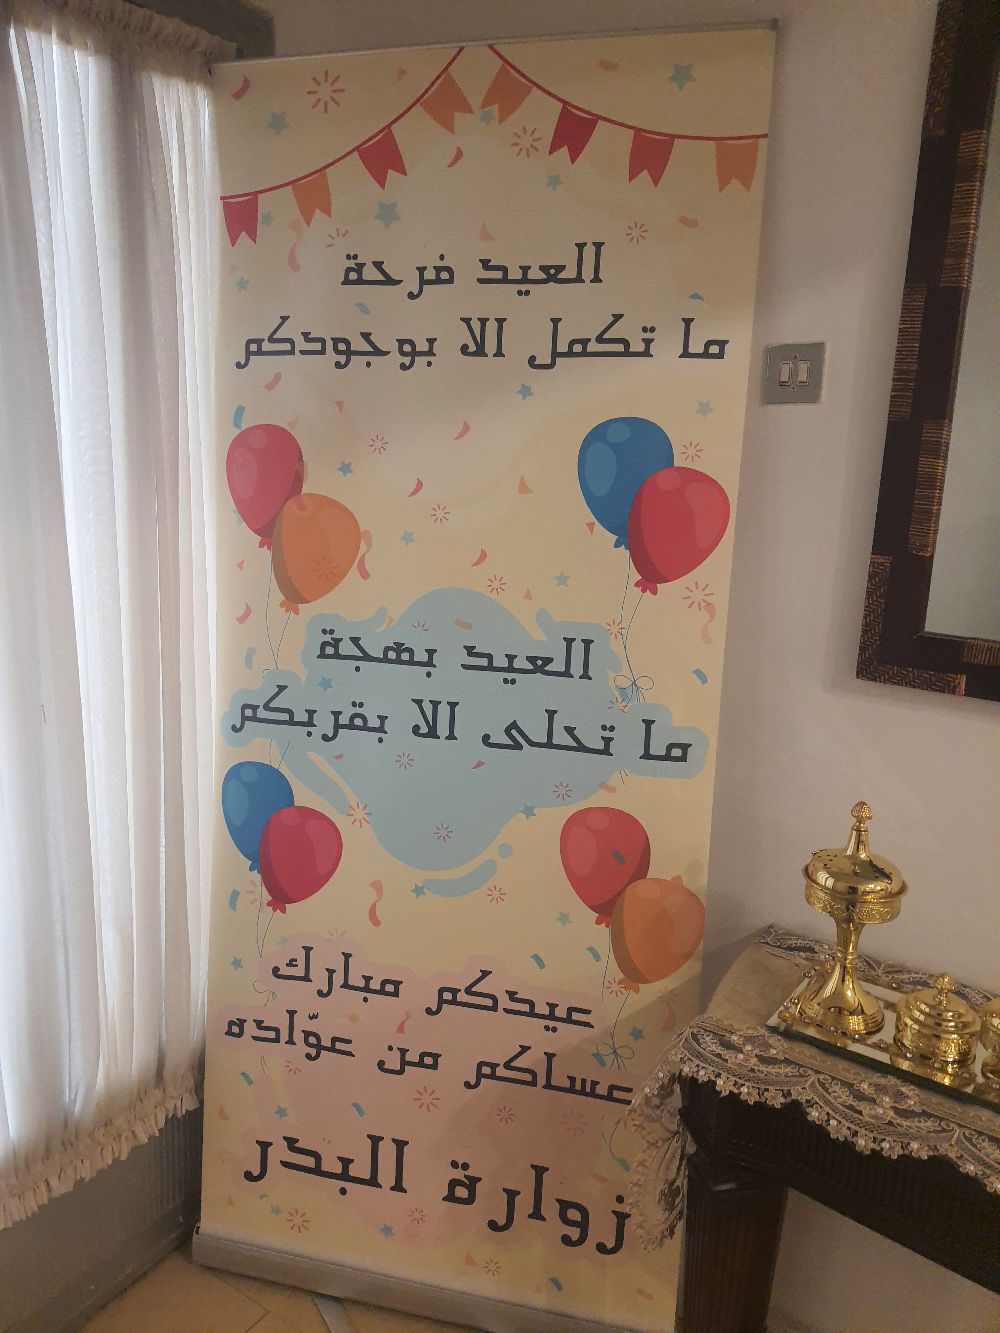 العيد فرحة
ما تكمل الا بوجودكم
العيد بهجة
ما تحلى الا بقربكم
عيدكم مبارك
عساكم من عوّاده
زوارة البدر